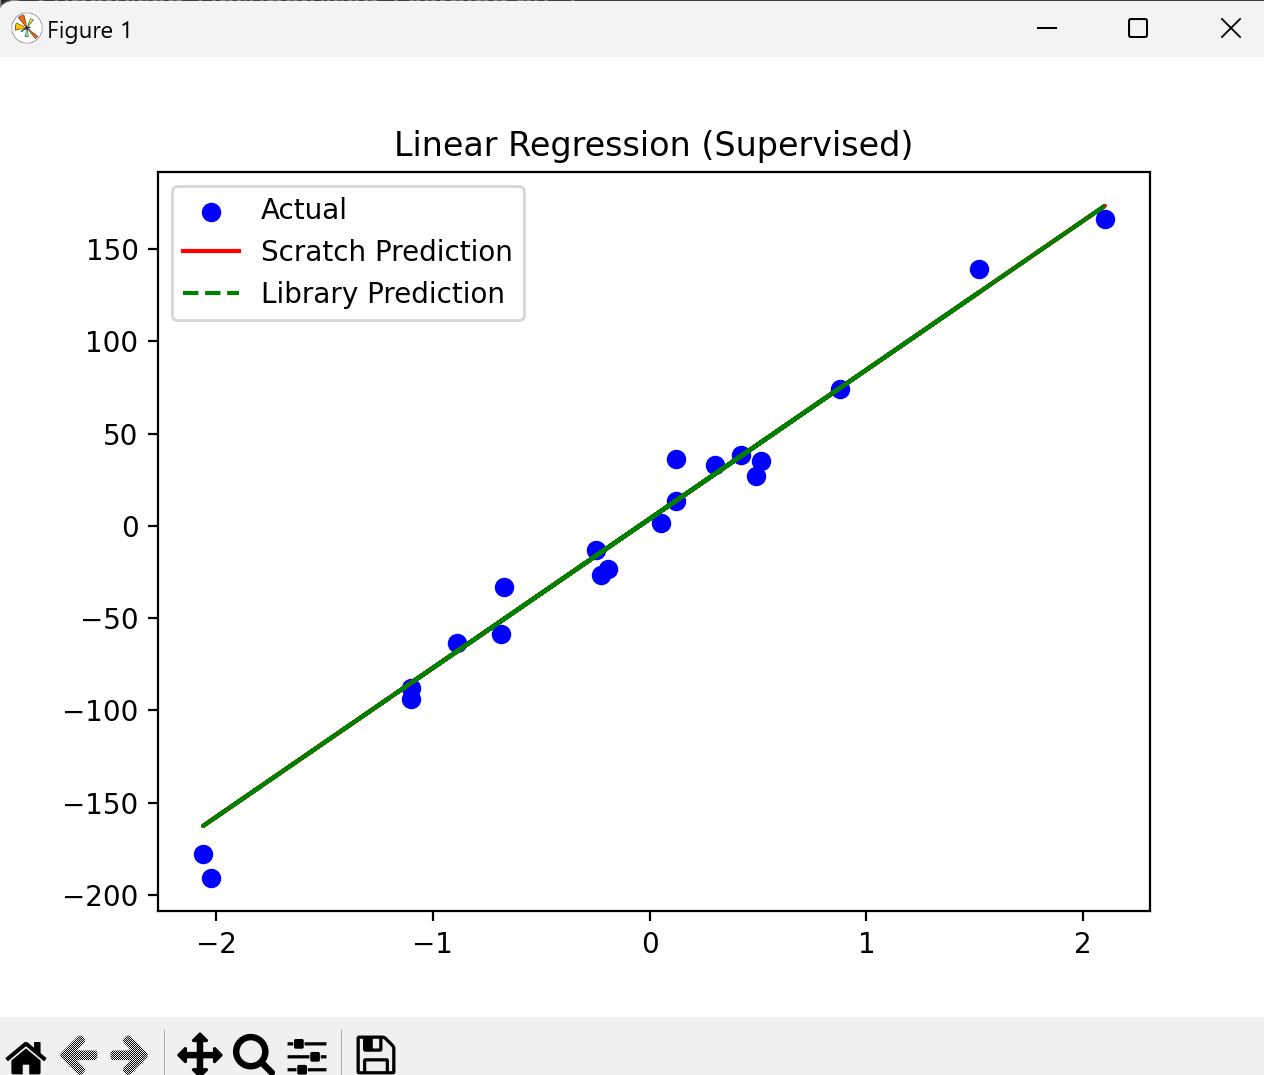 Figure 1
Linear Regression (Supervised)
Actual
Scratch Prediction
Library Prediction
150
100
50
0
−50
−100
−150
−200
−2 −1 0 1 2